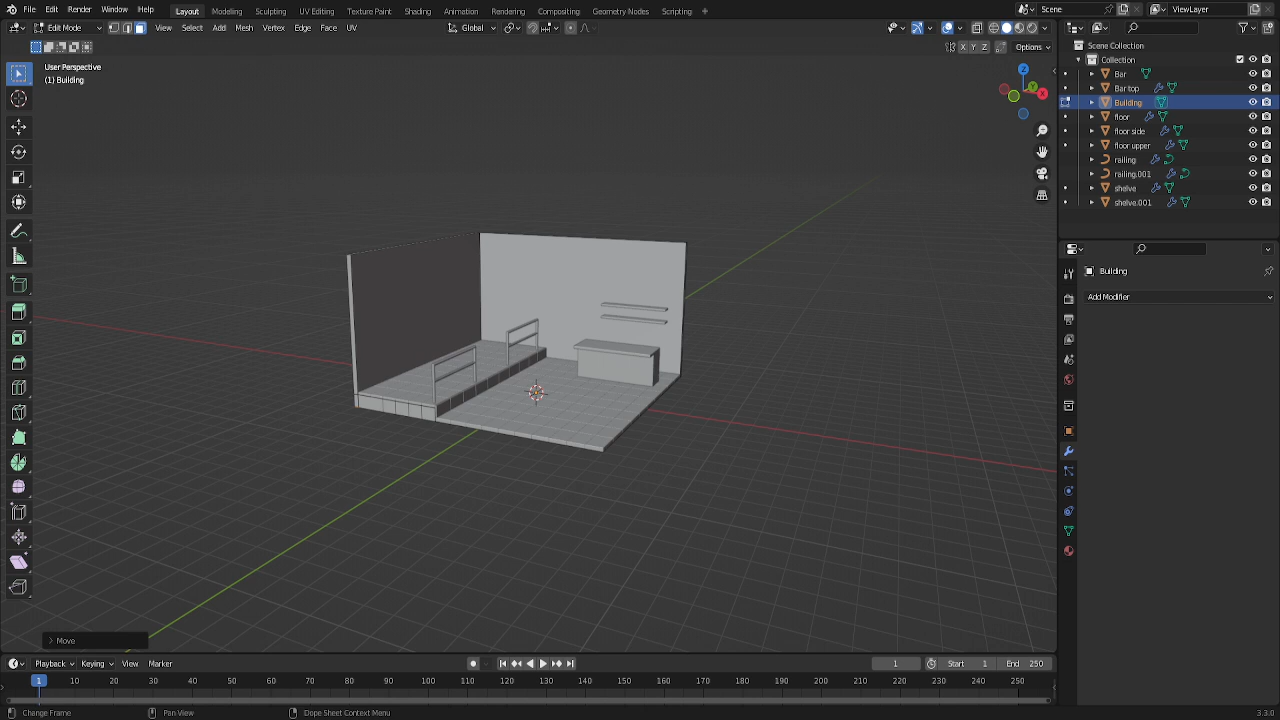 File Edit Render Window Help Layout Modeling Sculpting UV Editing Texture Paint Shading Animation Rendering Compositing Geometry Nodes Scripting + Scene ViewLayer
Edit Mode View Select Add Mesh Vertex Edge Face UV Global
X Y Z Options
User Perspective
(1) Building
Z
Y
X
Scene Collection
Collection
Bar
Bar top
Building
floor
floor side
floor upper
railing
railing.001
shelve
shelve.001
Building
Add Modifier
> Move
Playback Keying View Marker 1 Start 1 End 250
1 10 20 30 40 50 60 70 80 90 100 110 120 130 140 150 160 170 180 190 200 210 220 230 240 250
Change Frame Pan View Dope Sheet Context Menu 3.3.0